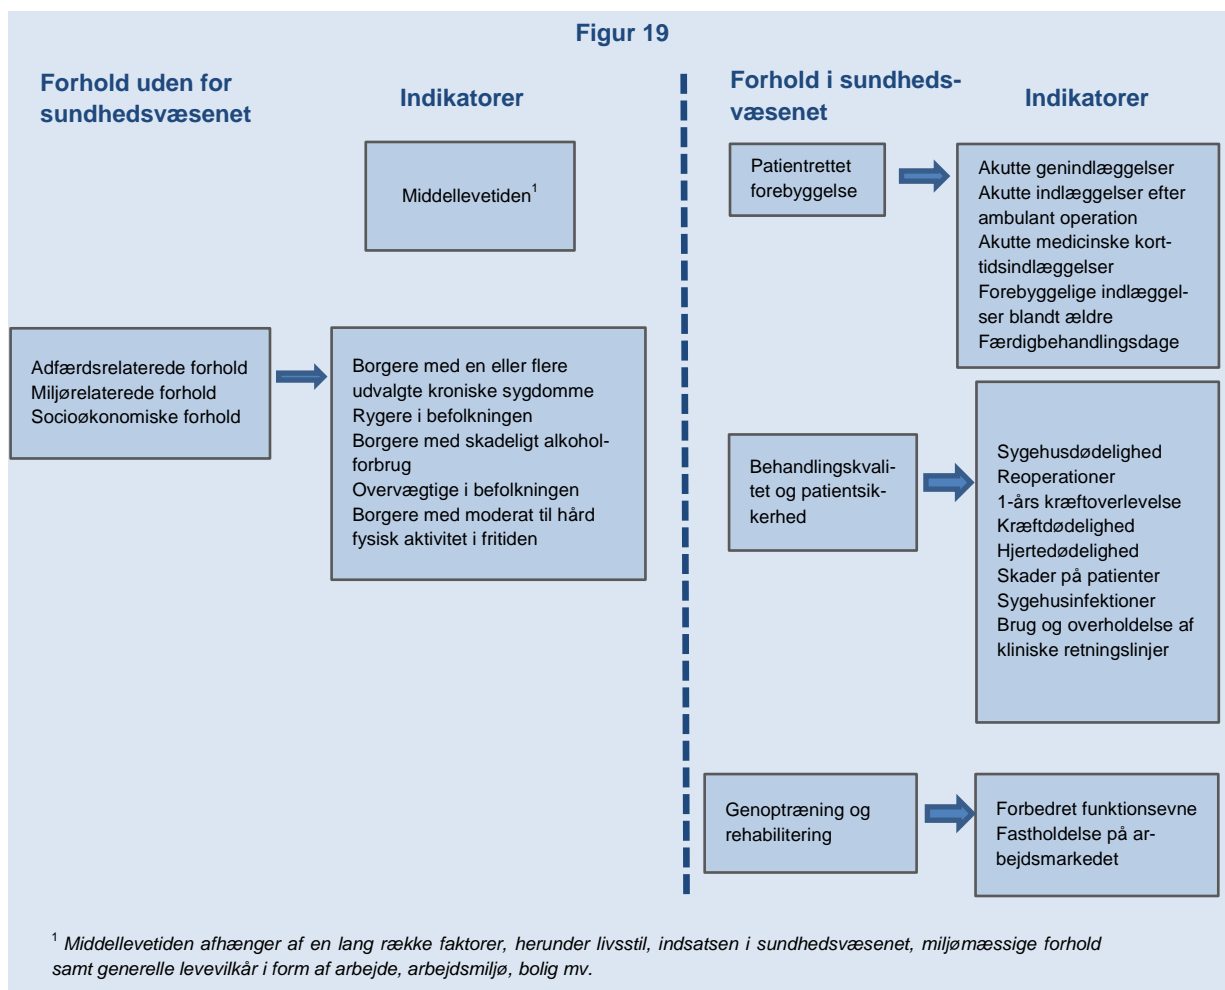 Figur 19
Forhold uden for
sundhedsvæsenet
Indikatorer
Middellevetiden1
Adfærdsrelaterede forhold
Miljørelaterede forhold
Socioøkonomiske forhold
Borgere med en eller flere
udvalgte kroniske sygdomme
Rygere i befolkningen
Borgere med skadeligt alkohol-
forbrug
Overvægtige i befolkningen
Borgere med moderat til hård
fysisk aktivitet i fritiden
Forhold i sundheds-
væsenet
Indikatorer
Patientrettet
forebyggelse
Akutte genindlæggelser
Akutte indlæggelser efter
ambulant operation
Akutte medicinske kort-
tidsindlæggelser
Forebyggelige indlæggel-
ser blandt ældre
Færdigbehandlingsdage
Behandlingskvali-
tet og patientsik-
kerhed
Sygehusdødelighed
Reoperationer
1-års kræftoverlevelse
Kræftdødelighed
Hjertedødelighed
Skader på patienter
Sygehusinfektioner
Brug og overholdelse af
kliniske retningslinjer
Genoptræning og
rehabilitering
Forbedret funktionsevne
Fastholdelse på ar-
bejdsmarkedet
1 Middellevetiden afhænger af en lang række faktorer, herunder livsstil, indsatsen i sundhedsvæsenet, miljømæssige forhold
samt generelle levevilkår i form af arbejde, arbejdsmiljø, bolig mv.